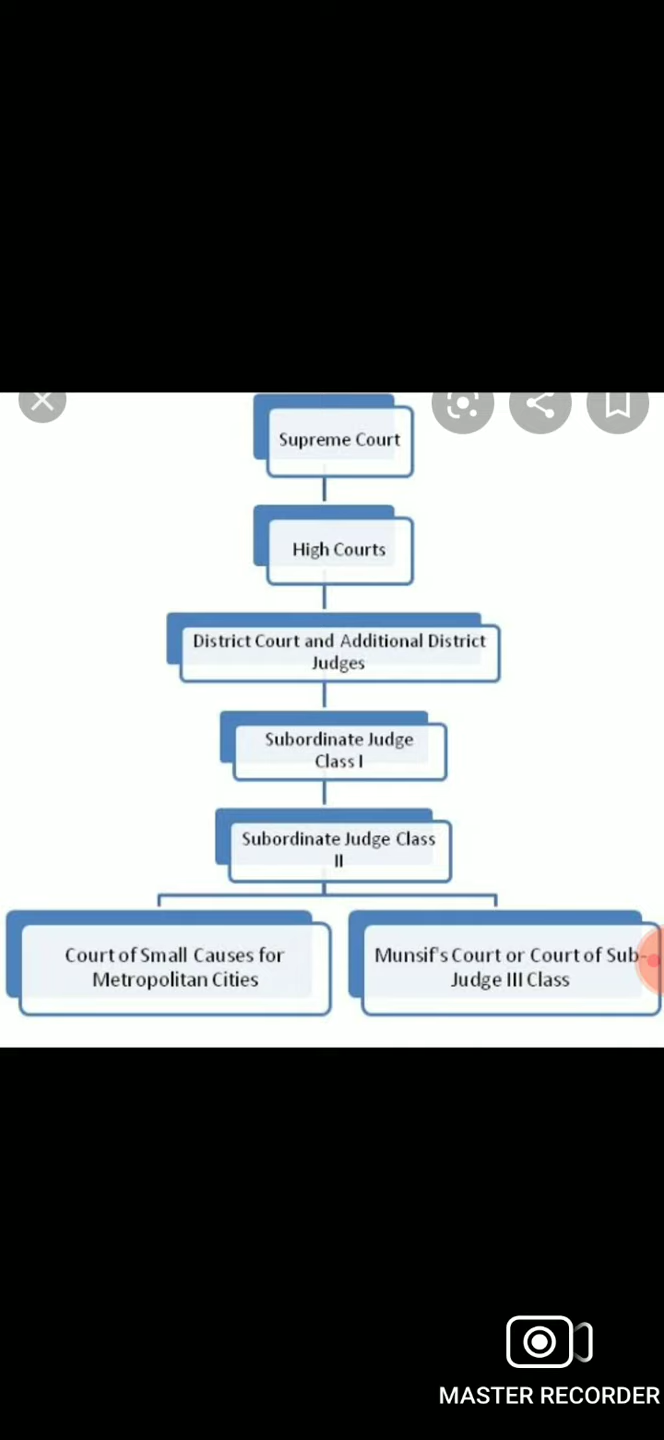 Supreme Court
High Courts
District Court and Additional District
Judges
Subordinate Judge
Class I
Subordinate Judge Class
II
Court of Small Causes for
Metropolitan Cities
Munsif's Court or Court of Sub-
Judge III Class
MASTER RECORDER